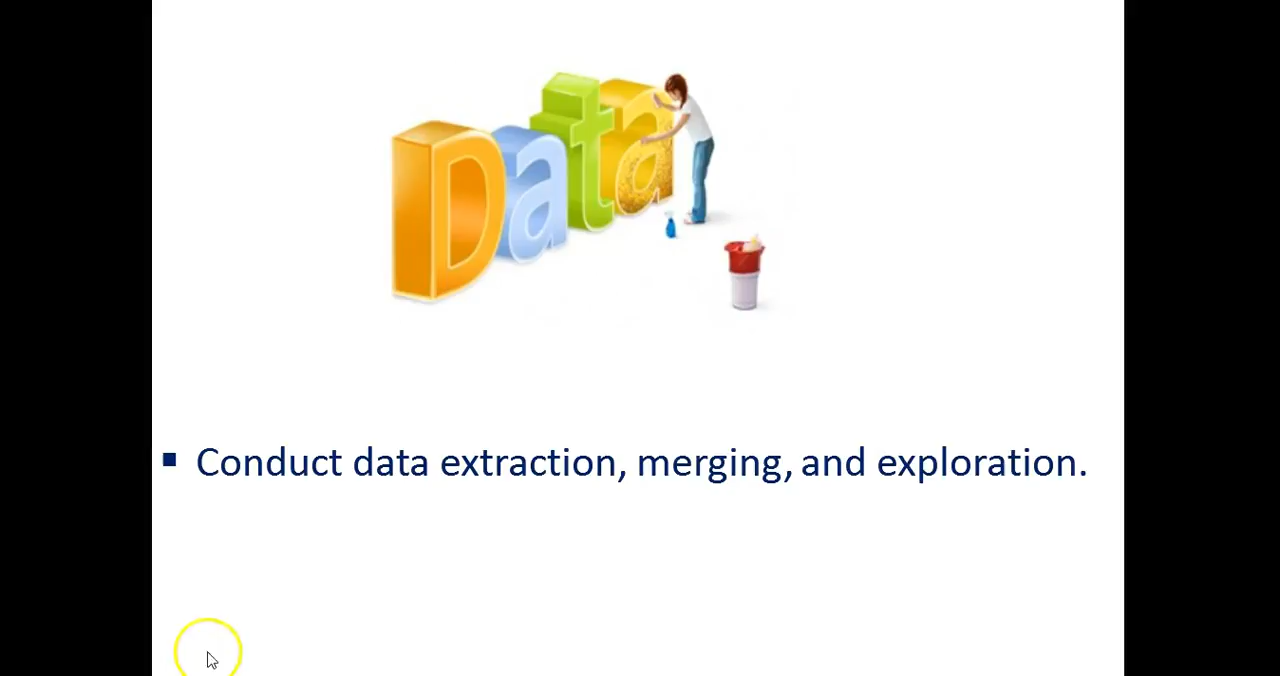 Data
▪ Conduct data extraction, merging, and exploration.